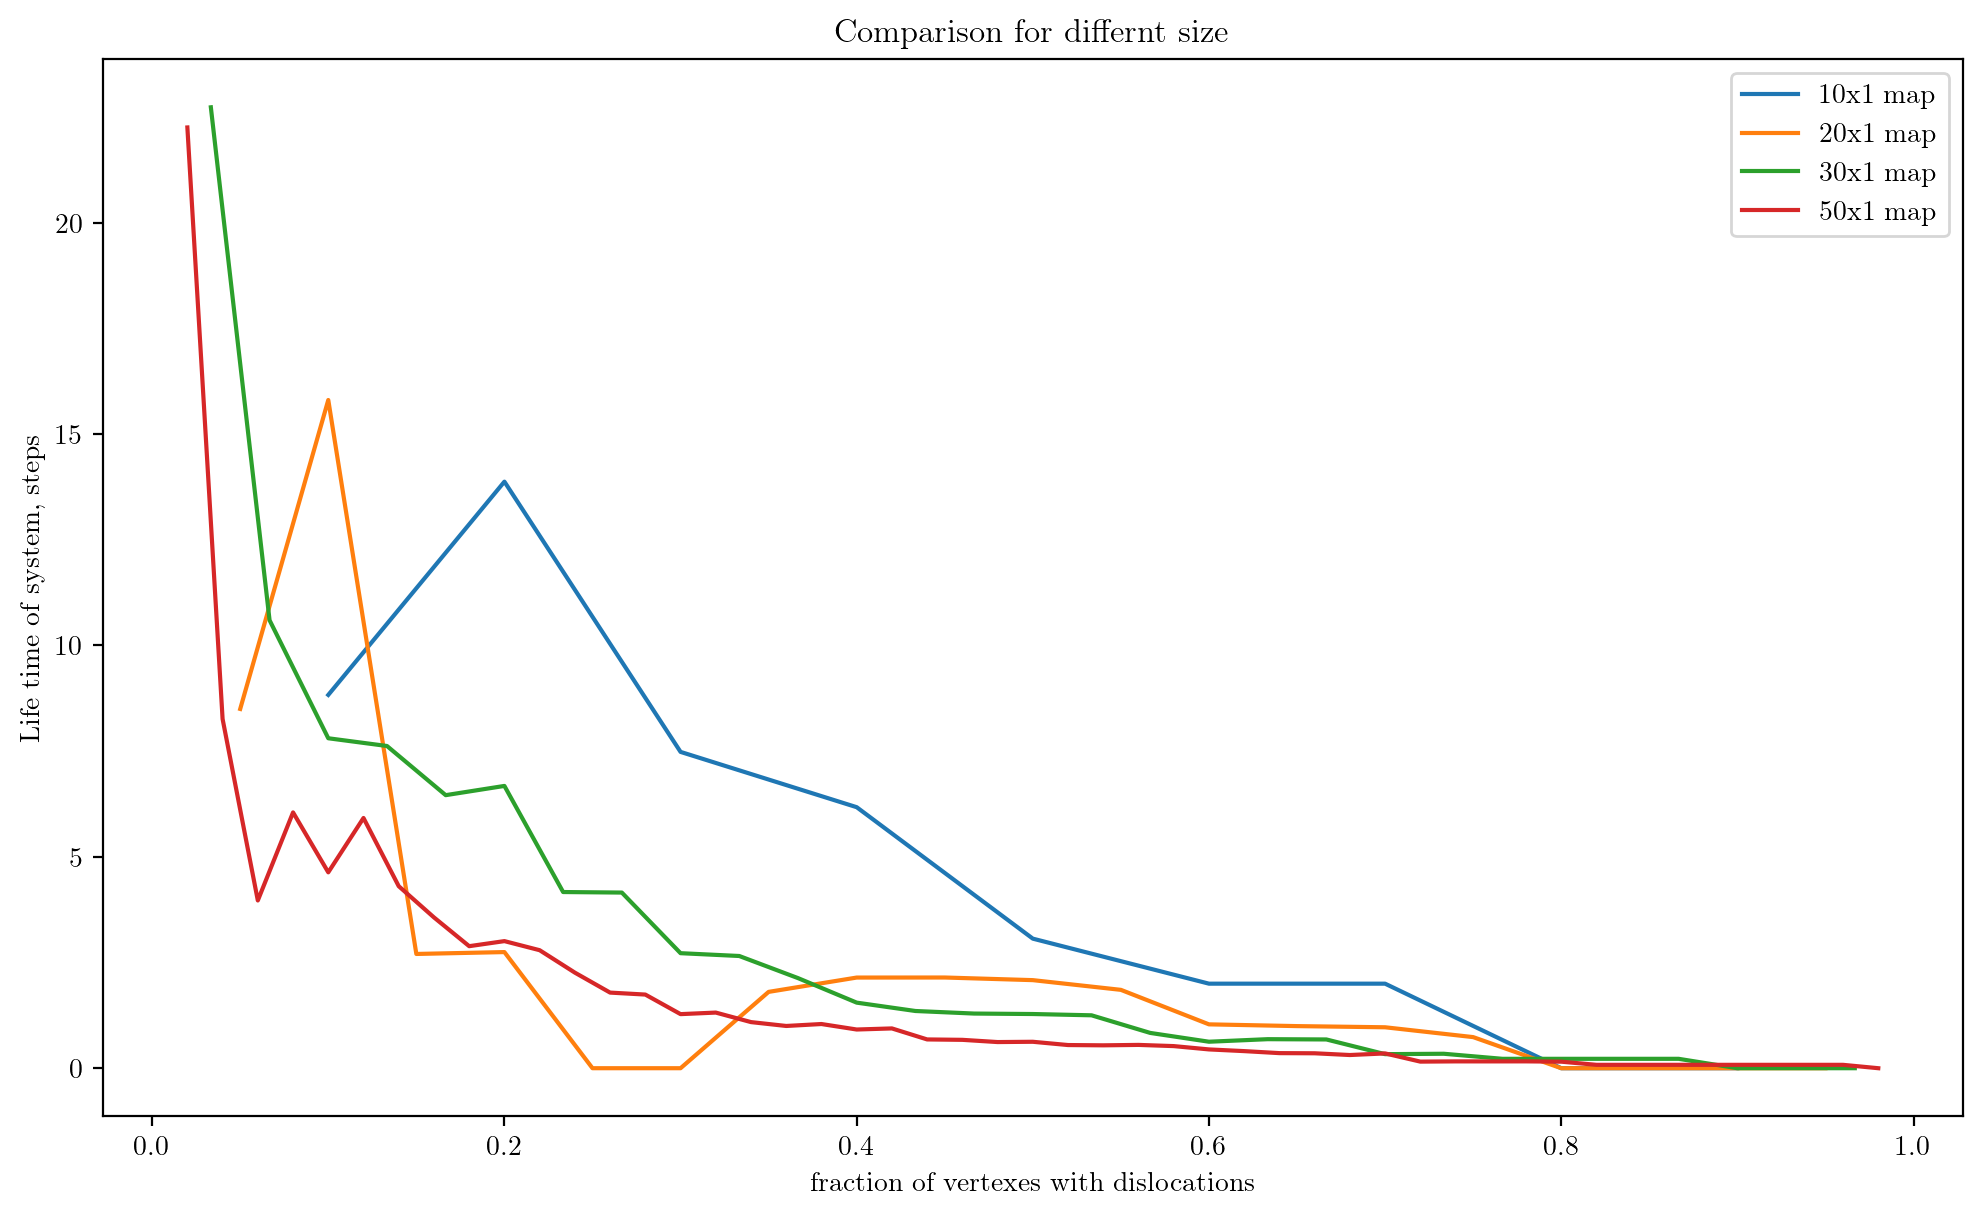 Comparison for differnt size
10x1 map
20x1 map
30x1 map
50x1 map
Life time of system, steps
20
15
10
5
0
0.0 0.2 0.4 0.6 0.8 1.0
fraction of vertexes with dislocations